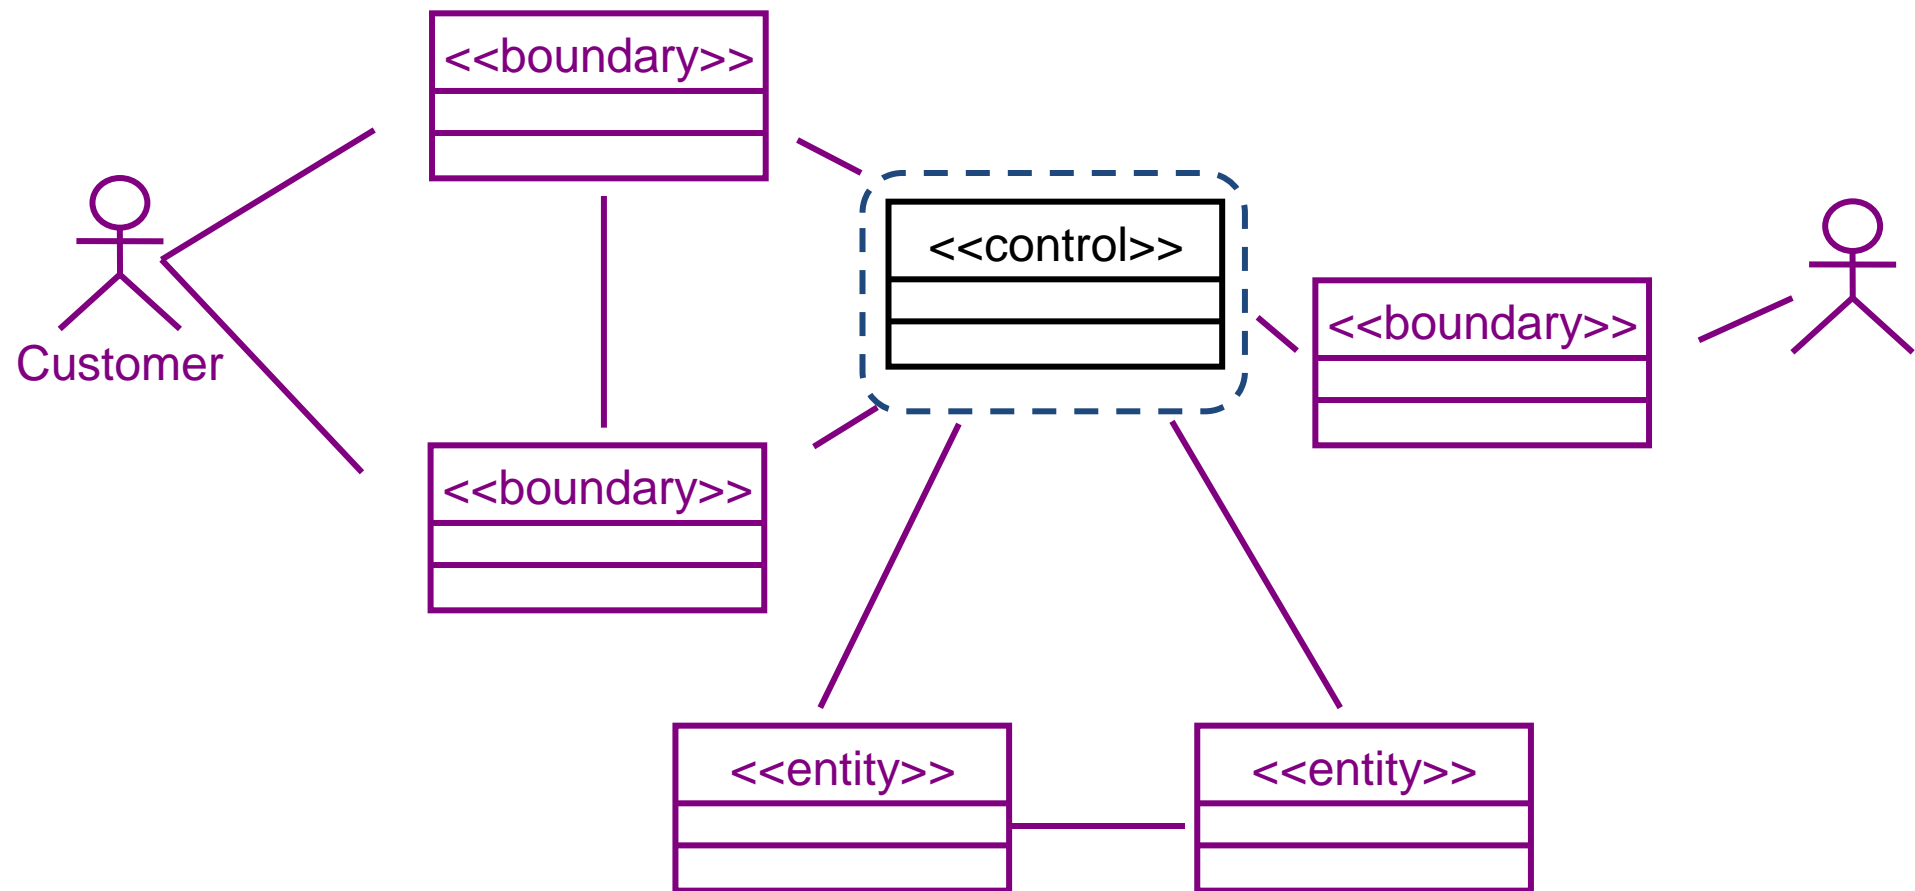 <<boundary>>
<<control>>
<<boundary>>
Customer
<<boundary>>
<<entity>>
<<entity>>